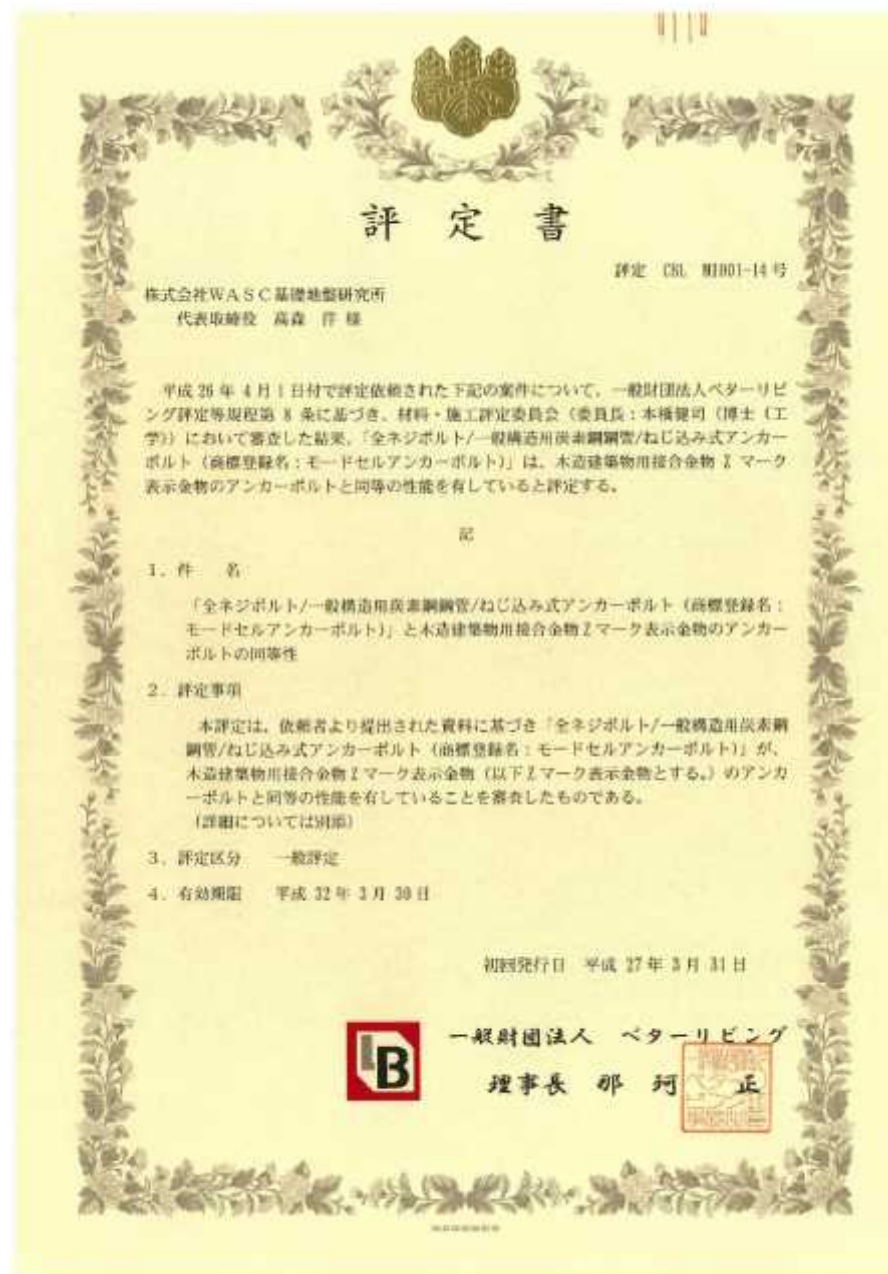 評定書
評定 CBL MI001-14号
株式会社WASC基礎地盤研究所
代表取締役 高森 洋 様
平成 26 年 4 月 1 日付で評定依頼された下記の案件について、一般財団法人ベターリビ
ング評定等規程第 8 条に基づき、材料・施工評定委員会（委員長：本橋健司（博士（工
学））において審査した結果、「全ネジボルト/一般構造用炭素鋼鋼管/ねじ込み式アンカー
ボルト（商標登録名：モードセルアンカーボルト）」は、木造建築物用接合金物 Z マーク
表示金物のアンカーボルトと同等の性能を有していると評定する。
記
1．件 名
「全ネジボルト/一般構造用炭素鋼鋼管/ねじ込み式アンカーボルト（商標登録名：
モードセルアンカーボルト）」と木造建築物用接合金物 Z マーク表示金物のアンカー
ボルトの同等性
2．評定事項
本評定は、依頼者より提出された資料に基づき「全ネジボルト/一般構造用炭素鋼
鋼管/ねじ込み式アンカーボルト（商標登録名：モードセルアンカーボルト）」が、
木造建築物用接合金物 Z マーク表示金物（以下 Z マーク表示金物とする。）のアンカ
ーボルトと同等の性能を有していることを審査したものである。
（詳細については別添）
3．評定区分 一般評定
4．有効期限 平成 32 年 3 月 30 日
初回発行日 平成 27 年 3 月 31 日
一般財団法人 ベターリビング
理事長 那珂 正